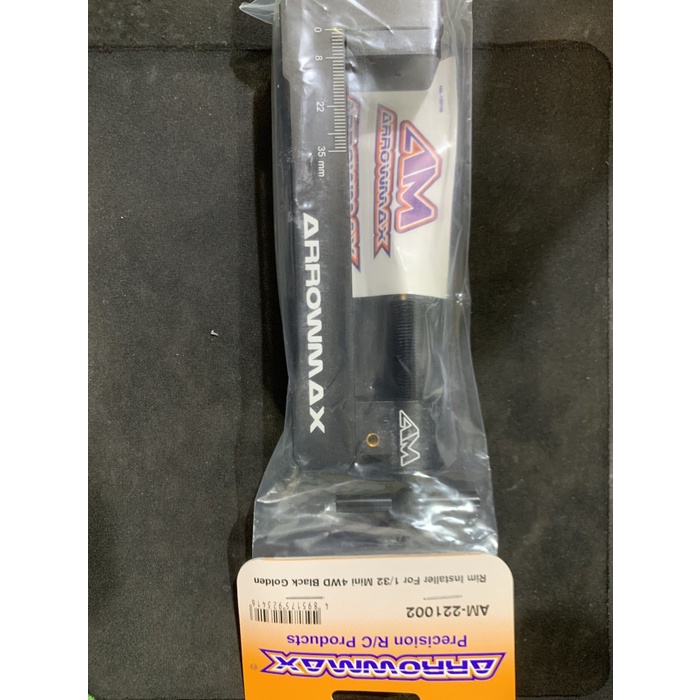 0
8
22
35 mm
ARROWMAX
AM
ARROWMAX
AM
ARROWMAX
Precision R/C Products
AM-221002
Rim Installer For 1/32 Mini 4WD Black Golden